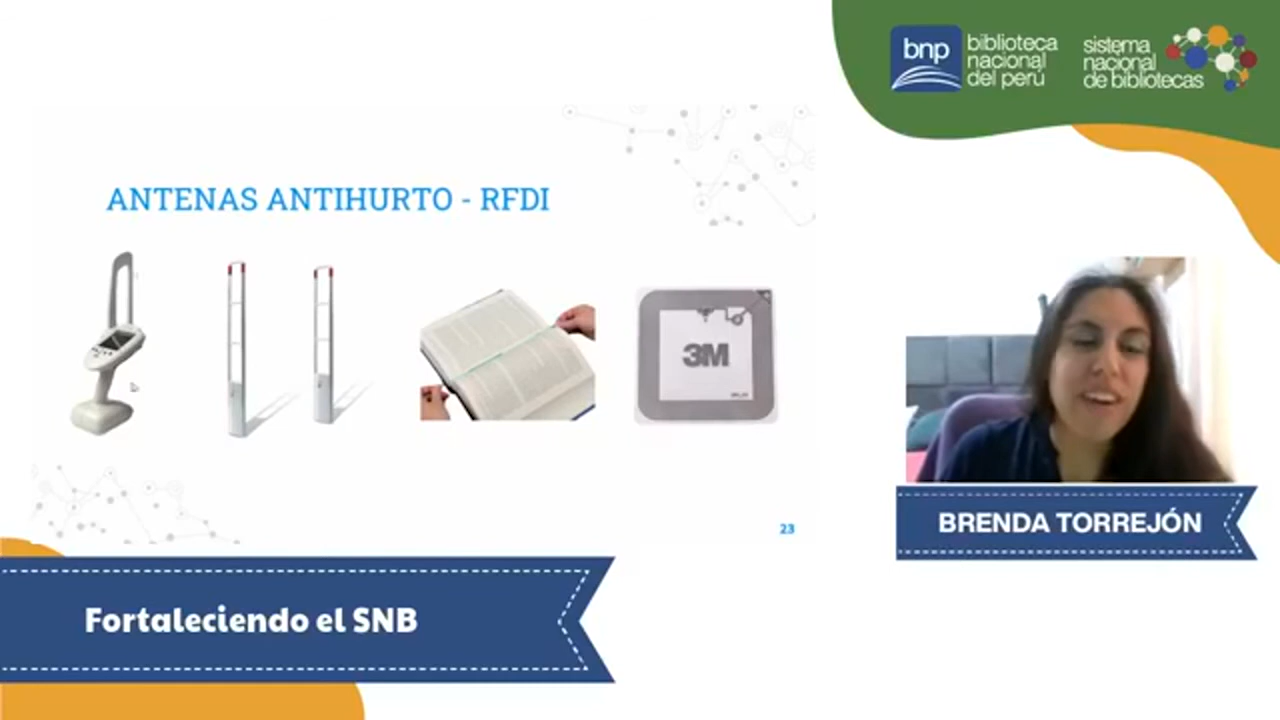 bnp
biblioteca
nacional
del perú
sistema
nacional
de bibliotecas
ANTENAS ANTIHURTO - RFDI
3M
23
BRENDA TORREJÓN
Fortaleciendo el SNB